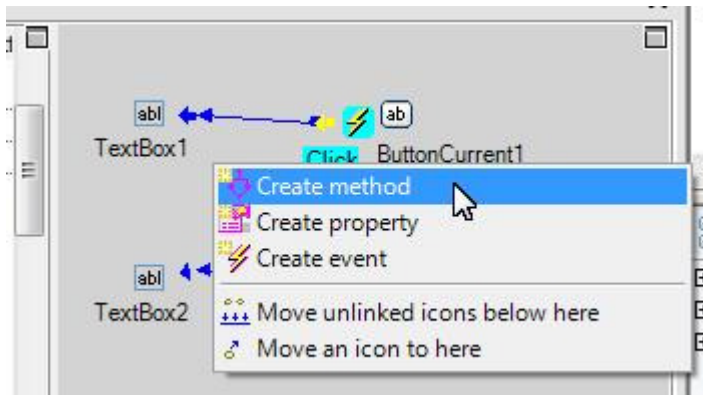 abl
TextBox1
ab
Click ButtonCurrent1
Create method
Create property
Create event
abl
TextBox2
Move unlinked icons below here
Move an icon to here